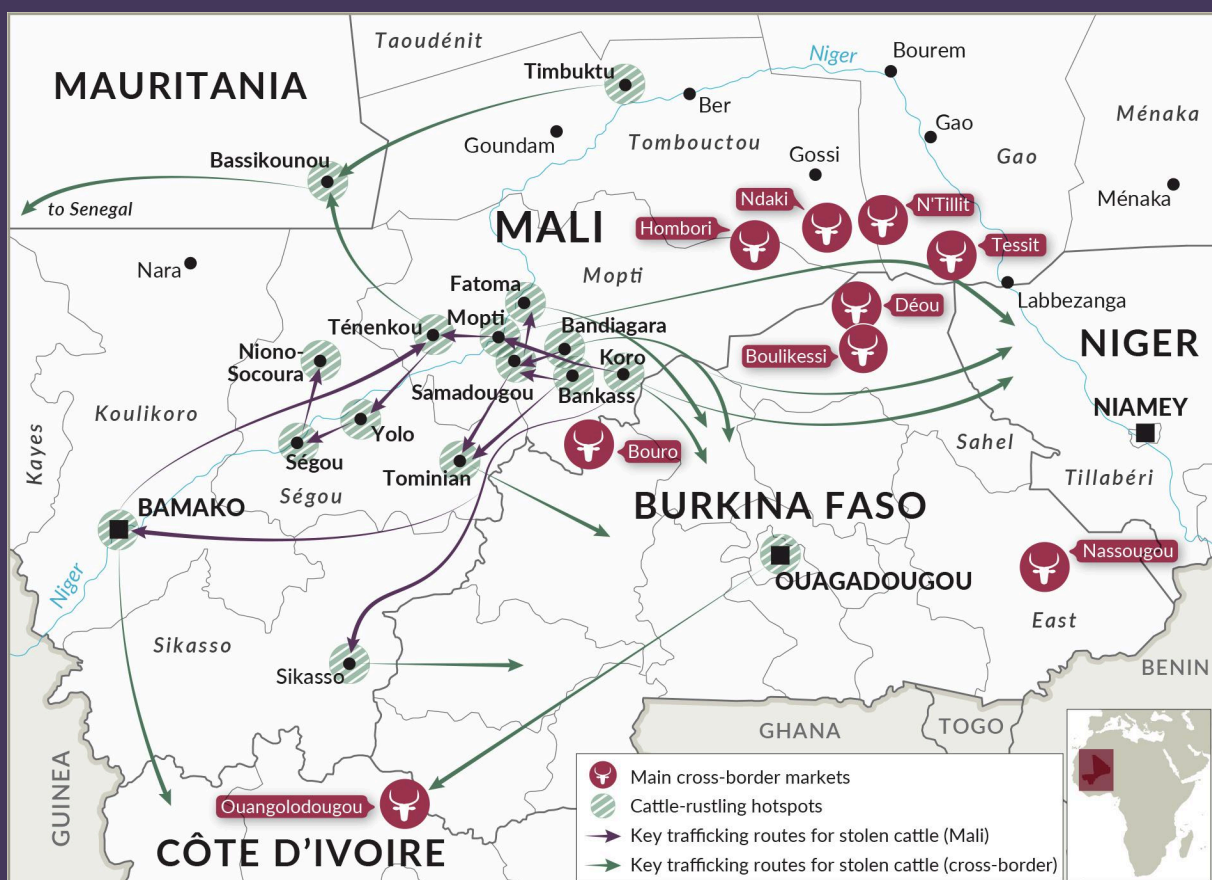 Taoudénit
MAURITANIA
Timbuktu
Niger
Bourem
Ber
Goundam
Tombouctou
Gao
Ménaka
Bassikounou
Gossi
Gao
to Senegal
Ndaki
N'Tillit
Ménaka
MALI
Hombori
Tessit
Nara
Mopti
Fatoma
Labbezanga
Ténenkou
Mopti
Bandiagara
Déou
NIGER
Niono-
Socoura
Koro
Boulikessi
Samadougou
Bankass
Koulikoro
NIAMEY
Kayes
Yolo
Ségou
Bouro
Sahel
Tominian
Tillabéri
Ségou
BAMAKO
BURKINA FASO
Nassougou
OUAGADOUGOU
Niger
East
Sikasso
Sikasso
BENIN
GHANA
TOGO
GUINEA
Ouangolodougou
CÔTE D'IVOIRE
Main cross-border markets
Cattle-rustling hotspots
Key trafficking routes for stolen cattle (Mali)
Key trafficking routes for stolen cattle (cross-border)